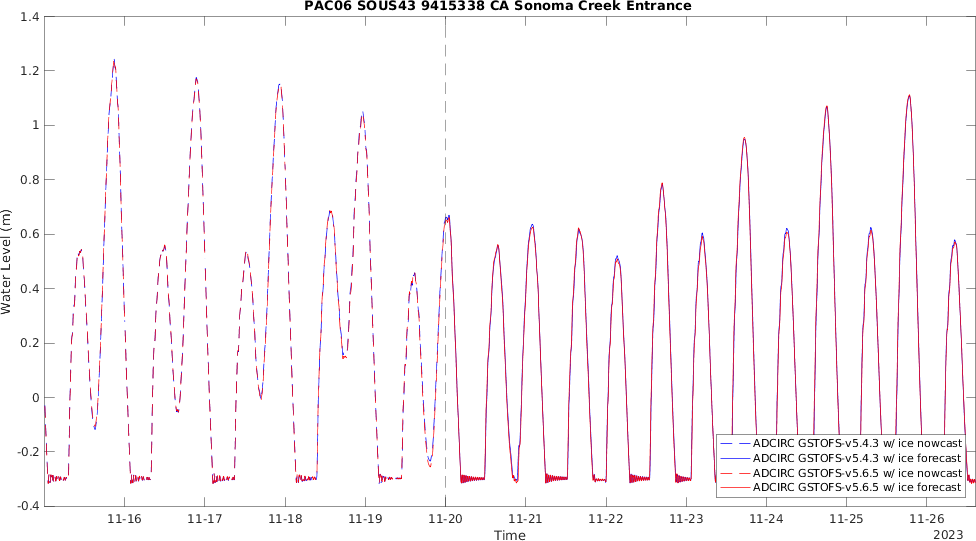 PAC06 SOUS43 9415338 CA Sonoma Creek Entrance
1.4
1.2
1
0.8
0.6
0.4
0.2
0
-0.2
-0.4
Water Level (m)
11-16 11-17 11-18 11-19 11-20 11-21 11-22 11-23 11-24 11-25 11-26
2023
Time
ADCIRC GSTOFS-v5.4.3 w/ ice nowcast
ADCIRC GSTOFS-v5.4.3 w/ ice forecast
ADCIRC GSTOFS-v5.6.5 w/ ice nowcast
ADCIRC GSTOFS-v5.6.5 w/ ice forecast